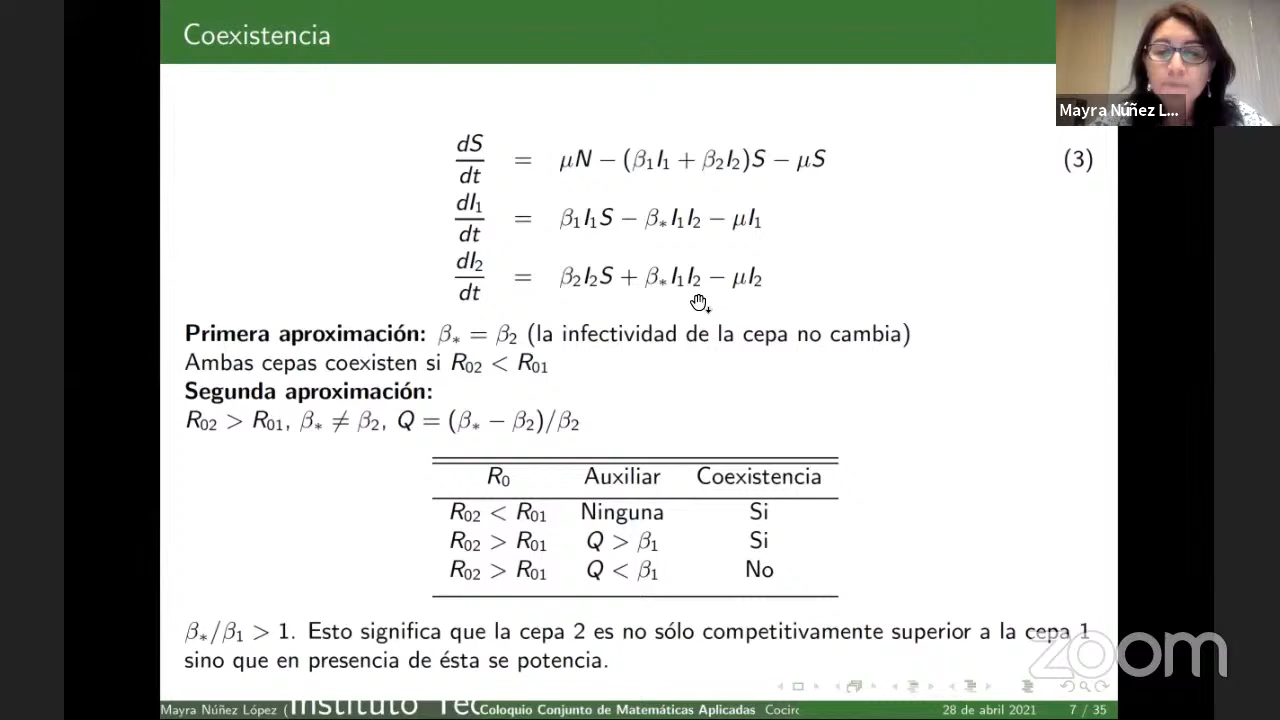 Coexistencia
Mayra Núñez L...
dS/dt = μN − (β₁I₁ + β₂I₂)S − μS (3)
dI₁/dt = β₁I₁S − β∗I₁I₂ − μI₁
dI₂/dt = β₂I₂S + β∗I₁I₂ − μI₂
Primera aproximación: β∗ = β₂ (la infectividad de la cepa no cambia)
Ambas cepas coexisten si R₀₂ < R₀₁
Segunda aproximación:
R₀₂ > R₀₁, β∗ ≠ β₂, Q = (β∗ − β₂)/β₂
R₀ Auxiliar Coexistencia
R₀₂ < R₀₁ Ninguna Si
R₀₂ > R₀₁ Q > β₁ Si
R₀₂ > R₀₁ Q < β₁ No
β∗/β₁ > 1. Esto significa que la cepa 2 es no sólo competitivamente superior a la cepa 1
sino que en presencia de ésta se potencia.
zoom
Mayra Núñez López ( Instituto Tec Coloquio Conjunto de Matemáticas Aplicadas 28 de abril 2021 7 / 35